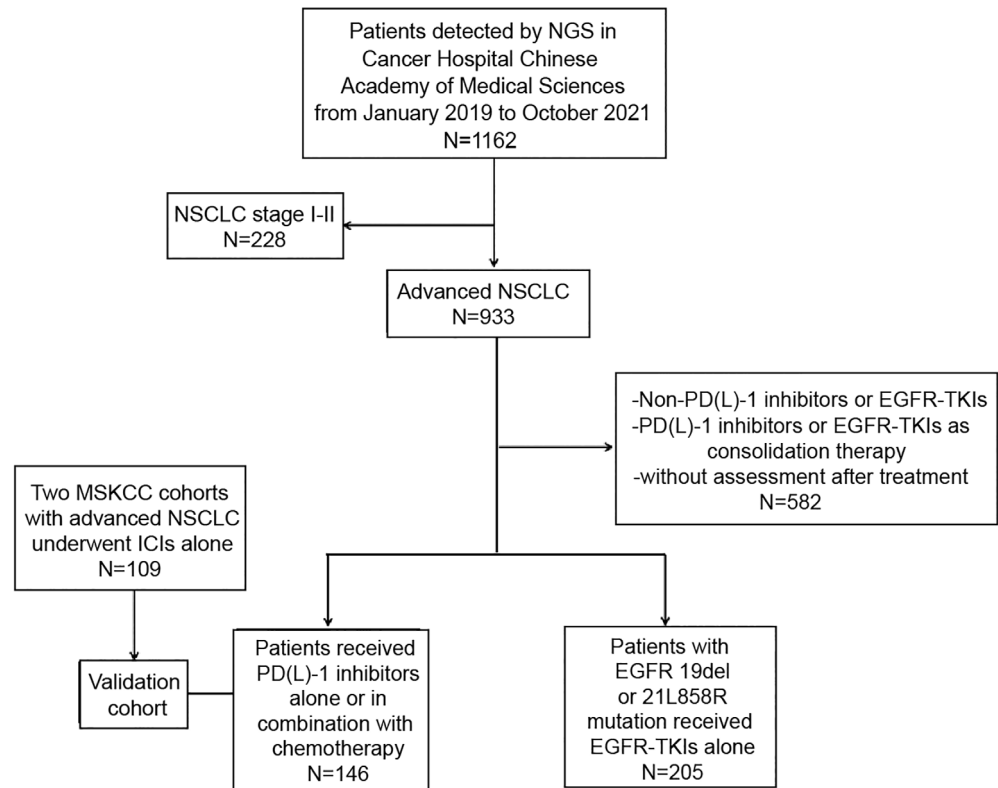 Patients detected by NGS in
Cancer Hospital Chinese
Academy of Medical Sciences
from January 2019 to October 2021
N=1162
NSCLC stage I-II
N=228
Advanced NSCLC
N=933
-Non-PD(L)-1 inhibitors or EGFR-TKIs
-PD(L)-1 inhibitors or EGFR-TKIs as
consolidation therapy
-without assessment after treatment
N=582
Two MSKCC cohorts
with advanced NSCLC
underwent ICIs alone
N=109
Validation
cohort
Patients received
PD(L)-1 inhibitors
alone or in
combination with
chemotherapy
N=146
Patients with
EGFR 19del
or 21L858R
mutation received
EGFR-TKIs alone
N=205